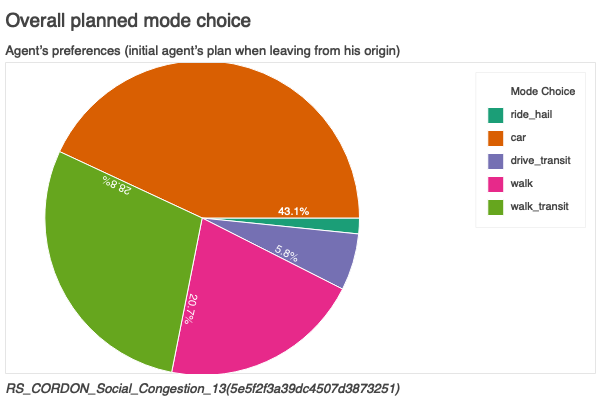 Overall planned mode choice
Agent's preferences (initial agent's plan when leaving from his origin)
Mode Choice
ride_hail
car
drive_transit
walk
walk_transit
28.8%
43.1%
5.8%
20.7%
RS_CORDON_Social_Congestion_13(5e5f2f3a39dc4507d3873251)